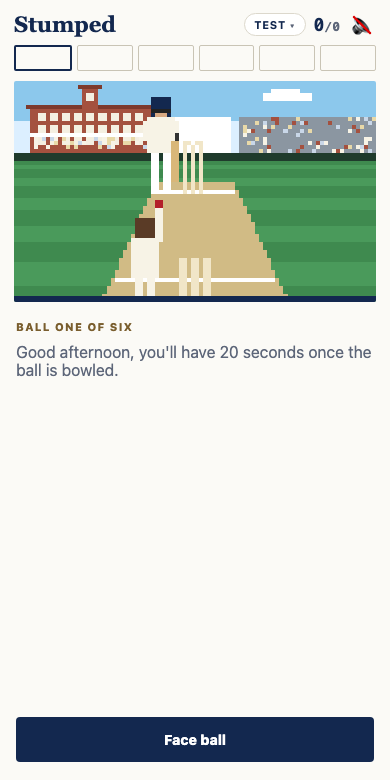 Stumped
TEST ▾
0/0
BALL ONE OF SIX
Good afternoon, you'll have 20 seconds once the
ball is bowled.
Face ball